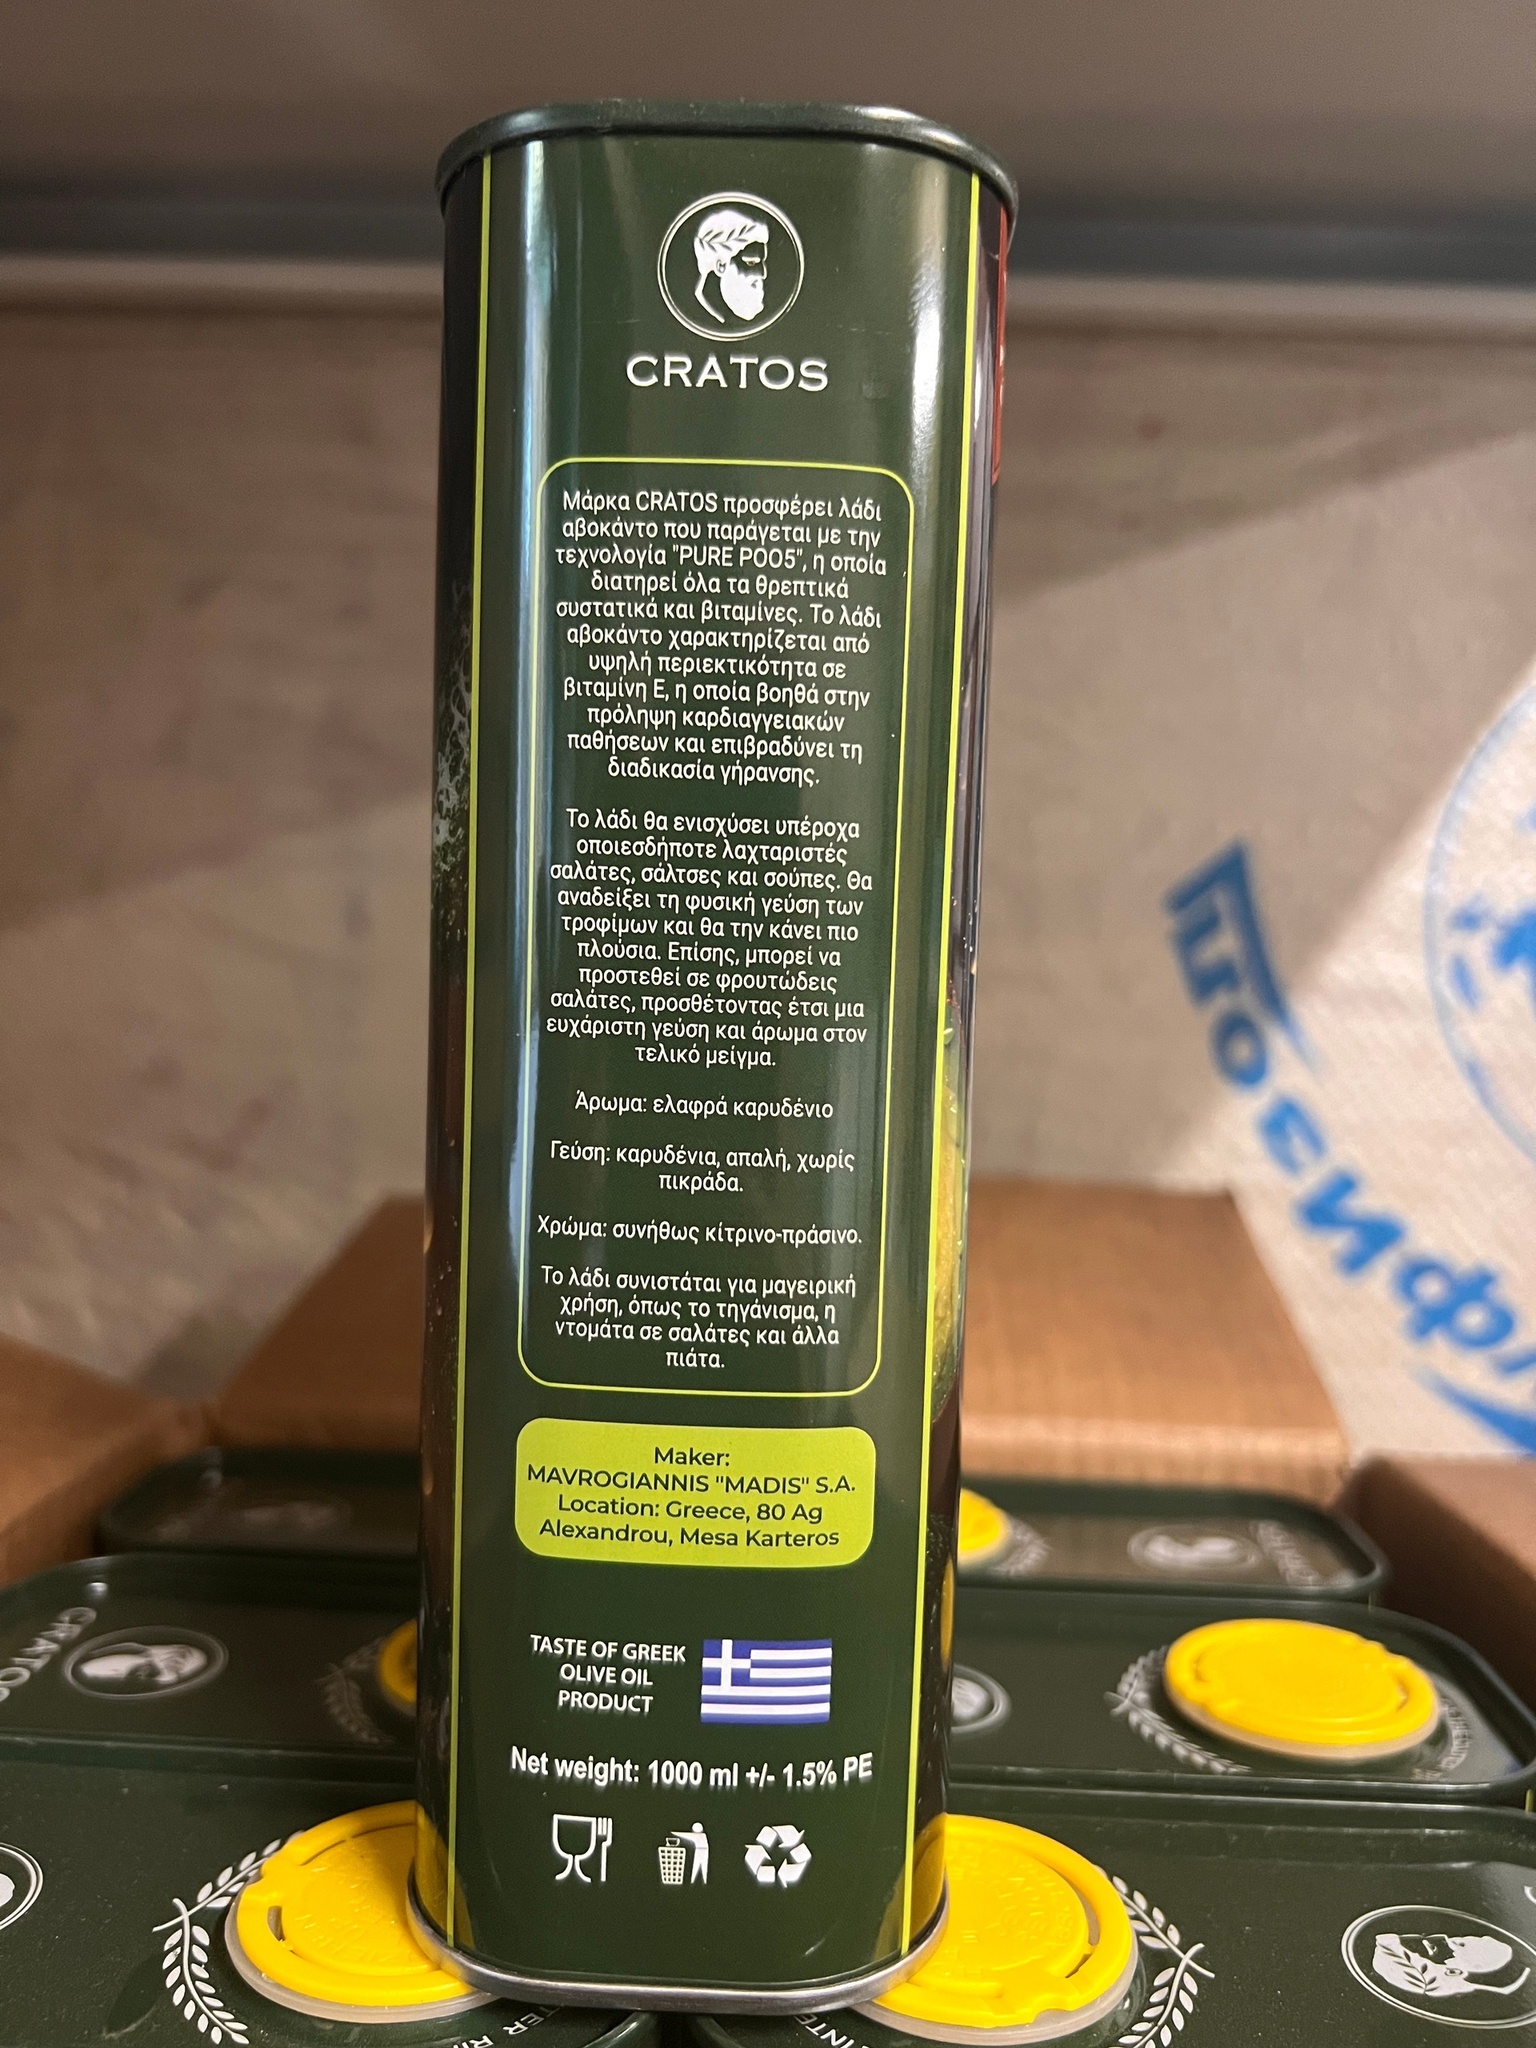 CRATOS
Μάρκα CRATOS προσφέρει λάδι
αβοκάντο που παράγεται με την
τεχνολογία "PURE POO5", η οποία
διατηρεί όλα τα θρεπτικά
συστατικά και βιταμίνες. Το λάδι
αβοκάντο χαρακτηρίζεται από
υψηλή περιεκτικότητα σε
βιταμίνη Ε, η οποία βοηθά στην
πρόληψη καρδιαγγειακών
παθήσεων και επιβραδύνει τη
διαδικασία γήρανσης.
Το λάδι θα ενισχύσει υπέροχα
οποιεσδήποτε λαχταριστές
σαλάτες, σάλτσες και σούπες. Θα
αναδείξει τη φυσική γεύση των
τροφίμων και θα την κάνει πιο
πλούσια. Επίσης, μπορεί να
προστεθεί σε φρουτώδεις
σαλάτες, προσθέτοντας έτσι μια
ευχάριστη γεύση και άρωμα στον
τελικό μείγμα.
Άρωμα: ελαφρά καρυδένιο
Γεύση: καρυδένια, απαλή, χωρίς
πικράδα.
Χρώμα: συνήθως κίτρινο-πράσινο.
Το λάδι συνιστάται για μαγειρική
χρήση, όπως το τηγάνισμα, η
ντομάτα σε σαλάτες και άλλα
πιάτα.
Maker:
MAVROGIANNIS "MADIS" S.A.
Location: Greece, 80 Ag
Alexandrou, Mesa Karteros
TASTE OF GREEK
OLIVE OIL
PRODUCT
Net weight: 1000 ml +/- 1.5% PE